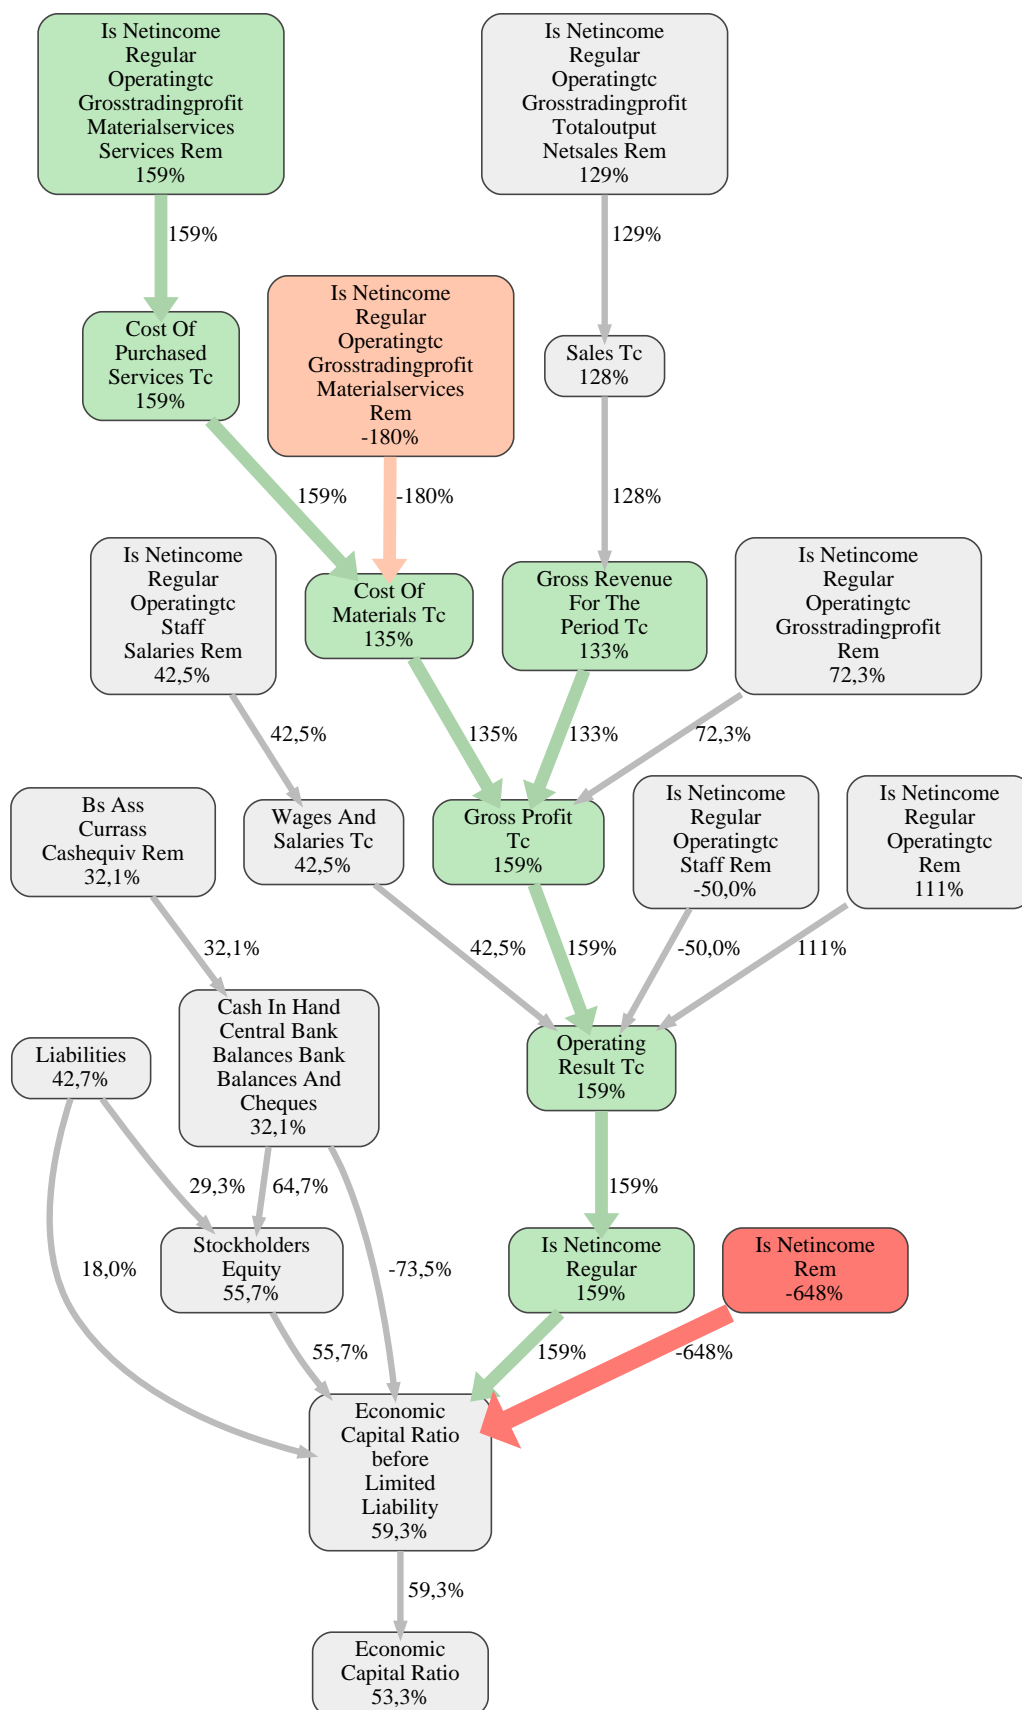 Is Netincome
Regular
Operatingtc
Grosstradingprofit
Materialservices
Services Rem
159%
Is Netincome
Regular
Operatingtc
Grosstradingprofit
Totaloutput
Netsales Rem
129%
159%
129%
Is Netincome
Regular
Operatingtc
Grosstradingprofit
Materialservices
Rem
-180%
Cost Of
Purchased
Services Tc
159%
Sales Tc
128%
159%
-180%
128%
Is Netincome
Regular
Operatingtc
Staff
Salaries Rem
42,5%
Cost Of
Materials Tc
135%
Gross Revenue
For The
Period Tc
133%
Is Netincome
Regular
Operatingtc
Grosstradingprofit
Rem
72,3%
42,5%
135%
133%
72,3%
Bs Ass
Currass
Cashequiv Rem
32,1%
Wages And
Salaries Tc
42,5%
Gross Profit
Tc
159%
Is Netincome
Regular
Operatingtc
Staff Rem
-50,0%
Is Netincome
Regular
Operatingtc
Rem
111%
32,1%
42,5%
159%
-50,0%
111%
Liabilities
42,7%
Cash In Hand
Central Bank
Balances Bank
Balances And
Cheques
32,1%
Operating
Result Tc
159%
29,3%
64,7%
159%
18,0%
Stockholders
Equity
55,7%
-73,5%
Is Netincome
Regular
159%
Is Netincome
Rem
-648%
55,7%
159%
-648%
Economic
Capital Ratio
before
Limited
Liability
59,3%
59,3%
Economic
Capital Ratio
53,3%